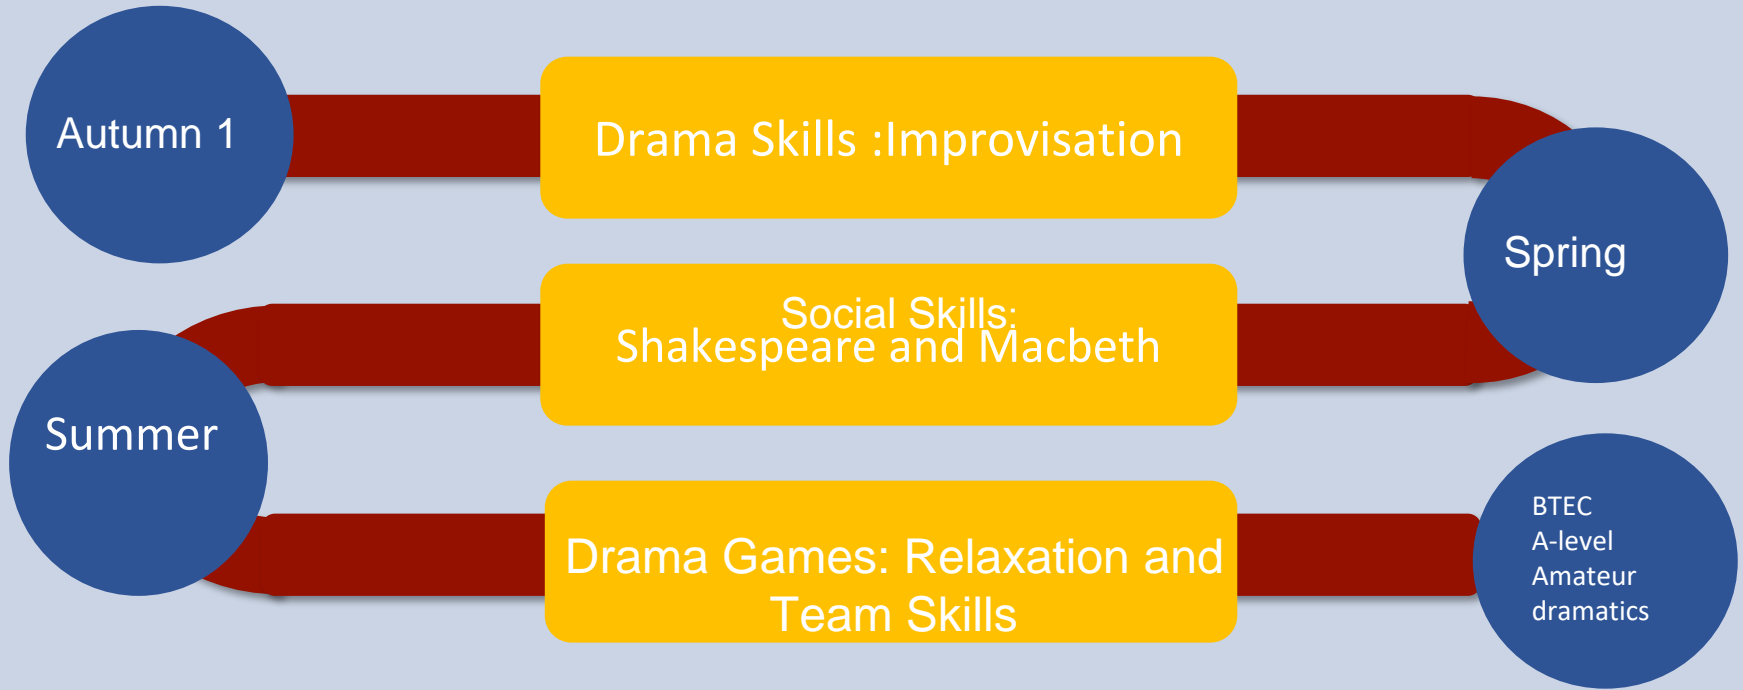 Autumn 1
Drama Skills :Improvisation
Spring
Social Skills:
Shakespeare and Macbeth
Summer
Drama Games: Relaxation and
Team Skills
BTEC
A-level
Amateur
dramatics